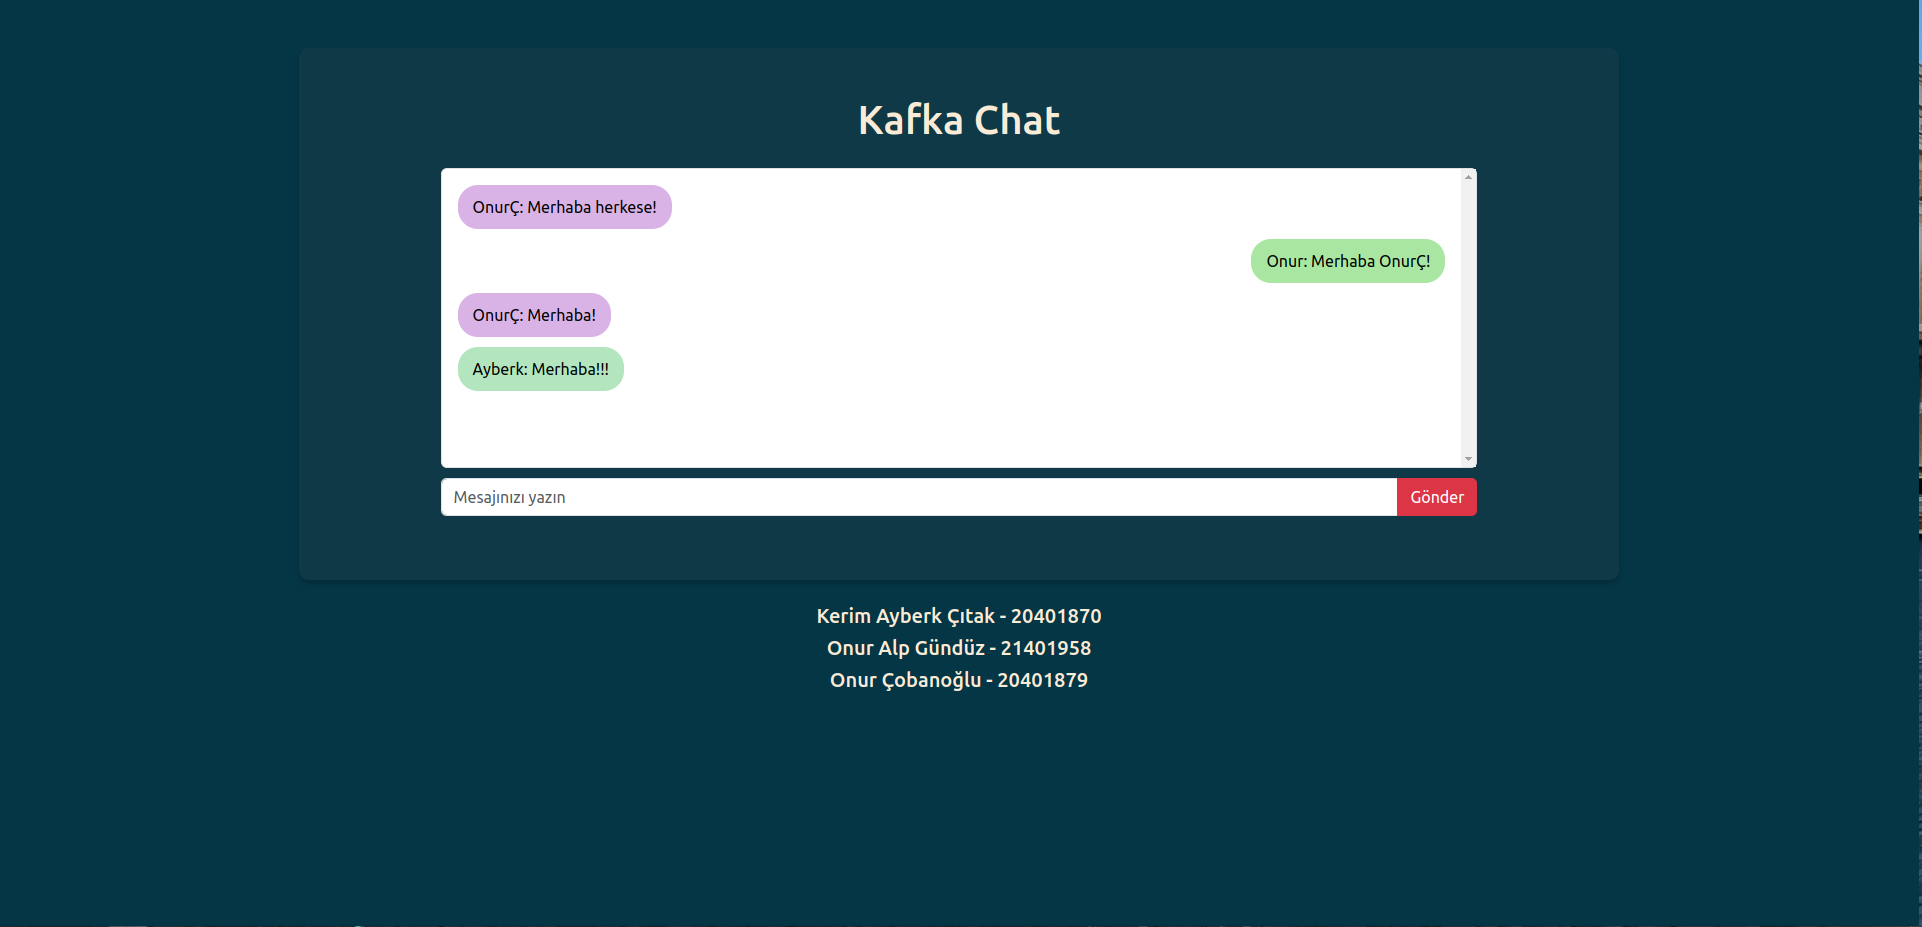 Kafka Chat
OnurÇ: Merhaba herkese!
Onur: Merhaba OnurÇ!
OnurÇ: Merhaba!
Ayberk: Merhaba!!!
Mesajınızı yazın
Gönder
Kerim Ayberk Çıtak - 20401870
Onur Alp Gündüz - 21401958
Onur Çobanoğlu - 20401879